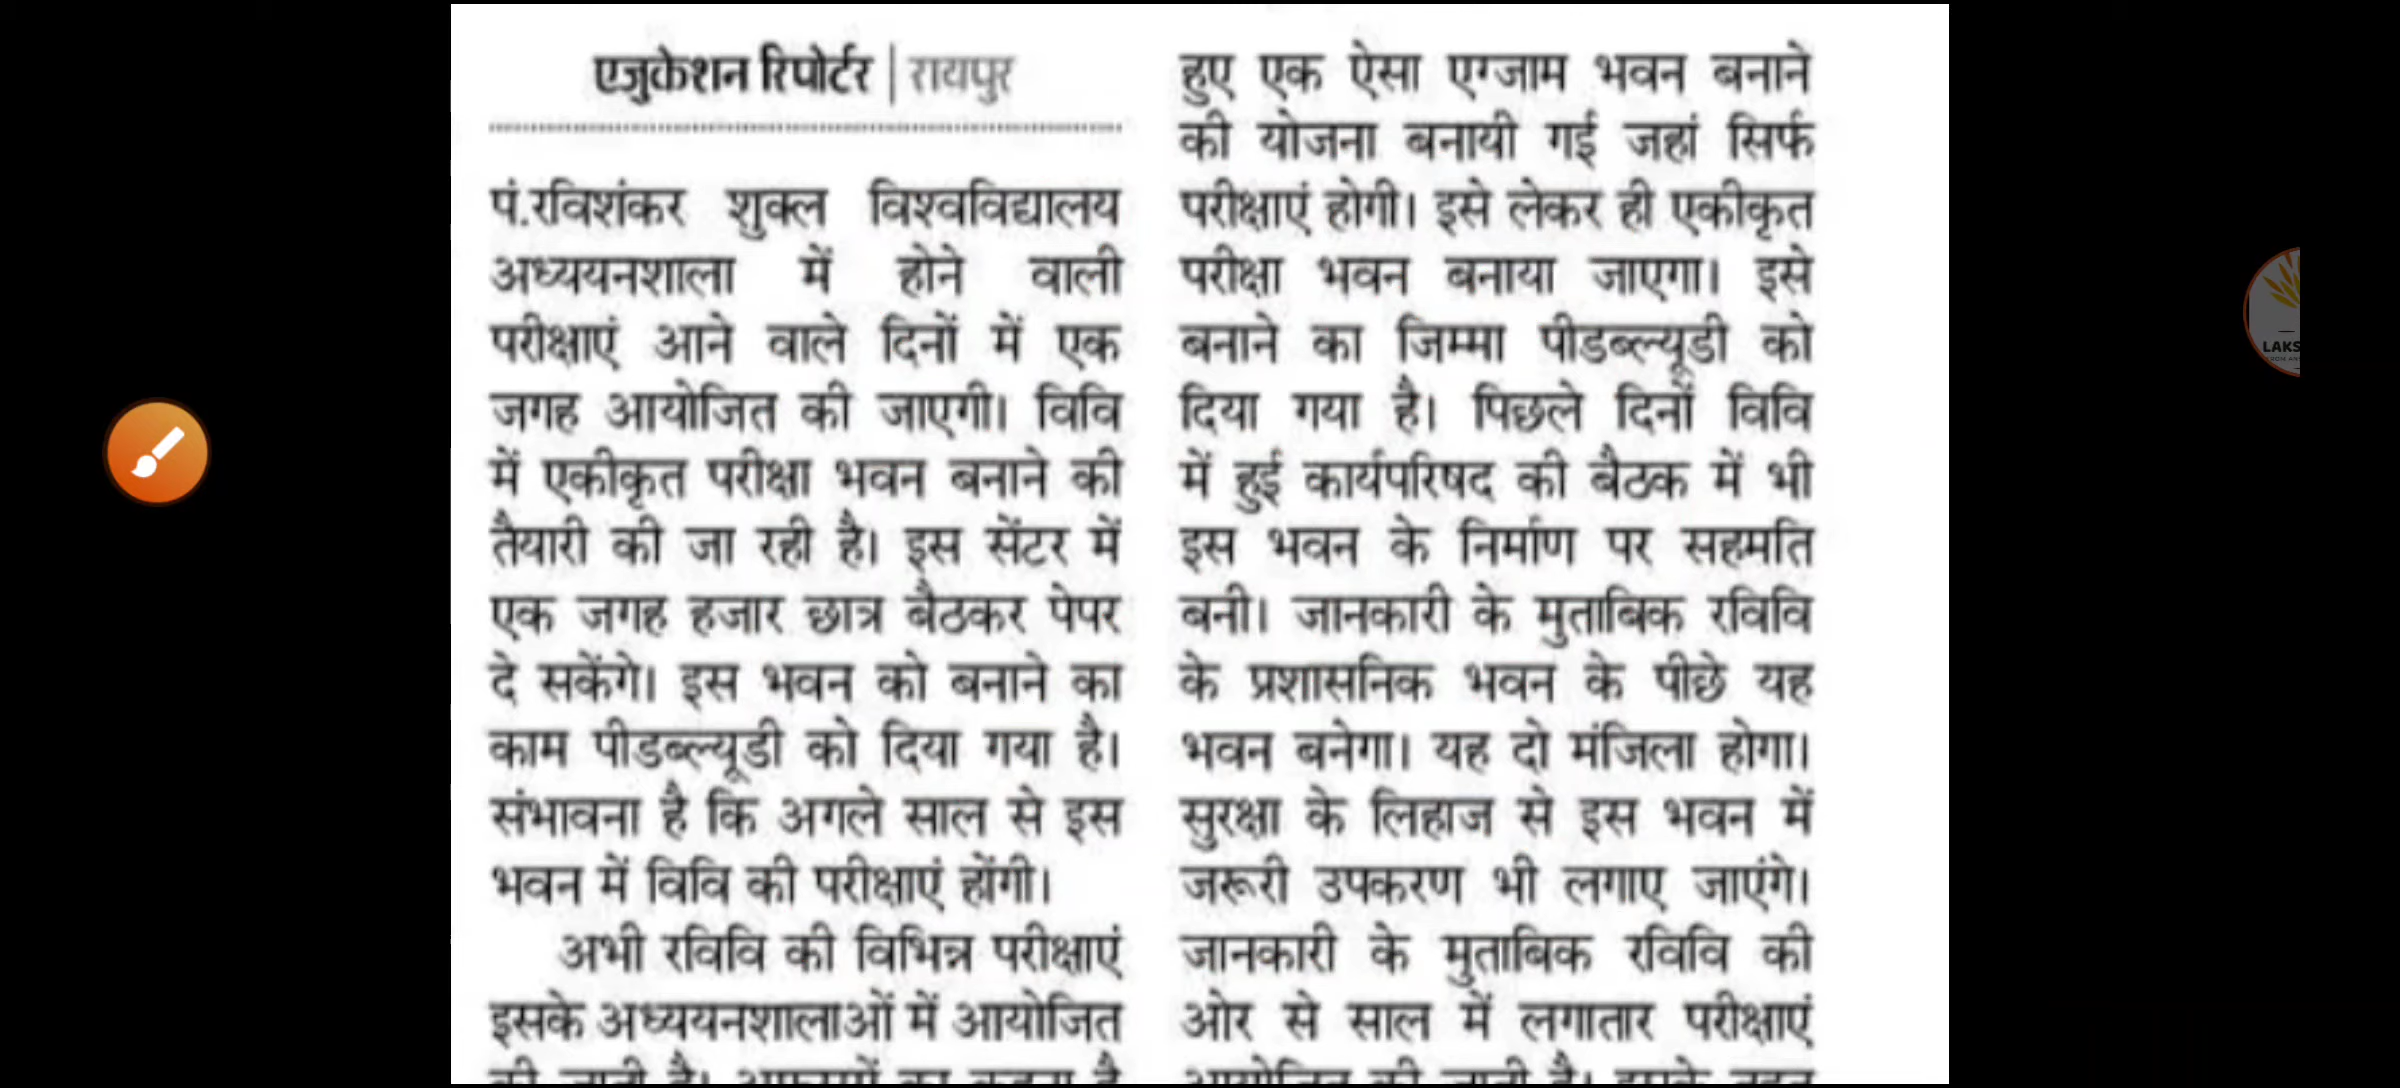 एजुकेशन रिपोर्टर | रायपुर
पं.रविशंकर शुक्ल विश्वविद्यालय
अध्ययनशाला में होने वाली
परीक्षाएं आने वाले दिनों में एक
जगह आयोजित की जाएगी। विवि
में एकीकृत परीक्षा भवन बनाने की
तैयारी की जा रही है। इस सेंटर में
एक जगह हजार छात्र बैठकर पेपर
दे सकेंगे। इस भवन को बनाने का
काम पीडब्ल्यूडी को दिया गया है।
संभावना है कि अगले साल से इस
भवन में विवि की परीक्षाएं होंगी।
अभी रविवि की विभिन्न परीक्षाएं
इसके अध्ययनशालाओं में आयोजित
की जाती है।
हुए एक ऐसा एग्जाम भवन बनाने
की योजना बनायी गई जहां सिर्फ
परीक्षाएं होगी। इसे लेकर ही एकीकृत
परीक्षा भवन बनाया जाएगा। इसे
बनाने का जिम्मा पीडब्ल्यूडी को
दिया गया है। पिछले दिनों विवि
में हुई कार्यपरिषद की बैठक में भी
इस भवन के निर्माण पर सहमति
बनी। जानकारी के मुताबिक रविवि
के प्रशासनिक भवन के पीछे यह
भवन बनेगा। यह दो मंजिला होगा।
सुरक्षा के लिहाज से इस भवन में
जरूरी उपकरण भी लगाए जाएंगे।
जानकारी के मुताबिक रविवि की
ओर से साल में लगातार परीक्षाएं
आयोजित की जाती है।
LAKS